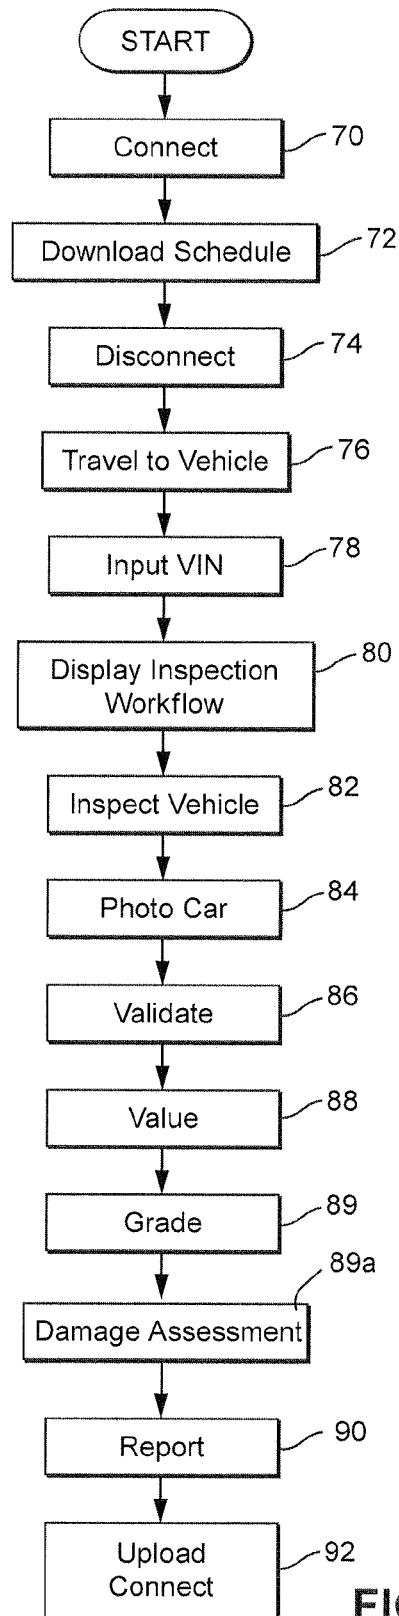 START
Connect 70
Download Schedule 72
Disconnect 74
Travel to Vehicle 76
Input VIN 78
Display Inspection 80
Workflow
Inspect Vehicle 82
Photo Car 84
Validate 86
Value 88
Grade 89
89a
Damage Assessment
Report 90
Upload 92
Connect